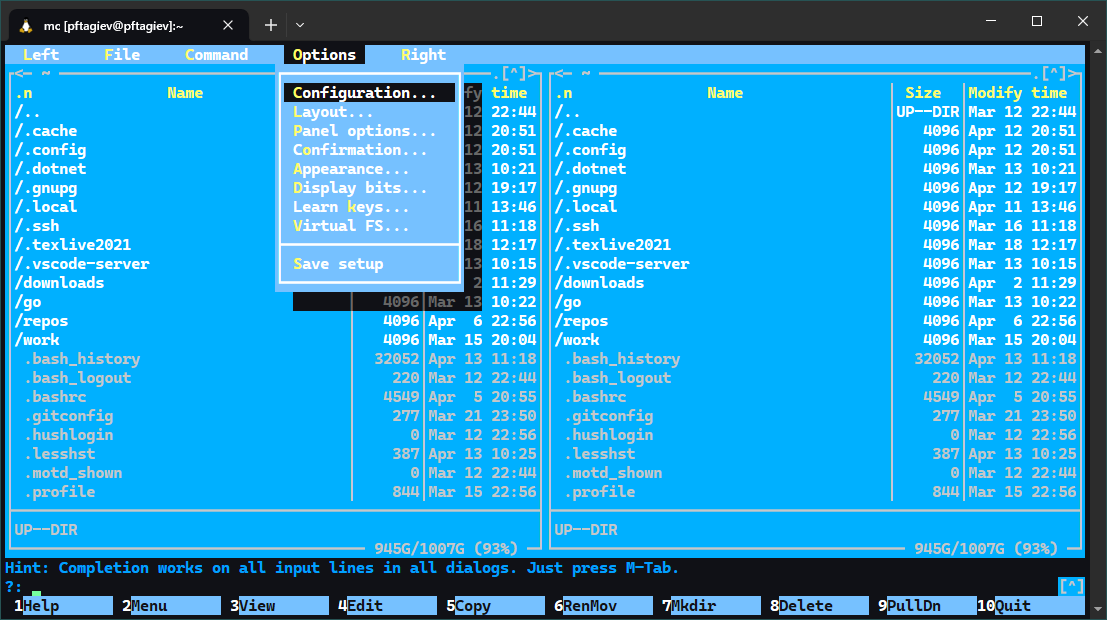 mc [pftagiev@pftagiev]:~
Left File Command Options Right
<─ ~ .[^]> <─ ~ .[^]>
.n Name fy time .n Name Size Modify time
/.. Layout... 12 22:44 /.. UP--DIR Mar 12 22:44
Configuration...
/.cache Panel options... 12 20:51 /.cache 4096 Apr 12 20:51
/.config Confirmation... 12 20:51 /.config 4096 Apr 12 20:51
/.dotnet Appearance... 13 10:21 /.dotnet 4096 Mar 13 10:21
/.gnupg Display bits... 12 19:17 /.gnupg 4096 Apr 12 19:17
/.local Learn keys... 11 13:46 /.local 4096 Apr 11 13:46
/.ssh Virtual FS... 16 11:18 /.ssh 4096 Mar 16 11:18
/.texlive2021 18 12:17 /.texlive2021 4096 Mar 18 12:17
/.vscode-server Save setup 13 10:15 /.vscode-server 4096 Mar 13 10:15
/downloads 2 11:29 /downloads 4096 Apr 2 11:29
/go 4096 Mar 13 10:22 /go 4096 Mar 13 10:22
/repos 4096 Apr 6 22:56 /repos 4096 Apr 6 22:56
/work 4096 Mar 15 20:04 /work 4096 Mar 15 20:04
.bash_history 32052 Apr 13 11:18 .bash_history 32052 Apr 13 11:18
.bash_logout 220 Mar 12 22:44 .bash_logout 220 Mar 12 22:44
.bashrc 4549 Apr 5 20:55 .bashrc 4549 Apr 5 20:55
.gitconfig 277 Mar 21 23:50 .gitconfig 277 Mar 21 23:50
.hushlogin 0 Mar 12 22:56 .hushlogin 0 Mar 12 22:56
.lesshst 387 Apr 13 10:25 .lesshst 387 Apr 13 10:25
.motd_shown 0 Mar 12 22:44 .motd_shown 0 Mar 12 22:44
.profile 844 Mar 15 22:56 .profile 844 Mar 15 22:56
UP--DIR UP--DIR
945G/1007G (93%) 945G/1007G (93%)
Hint: Completion works on all input lines in all dialogs. Just press M-Tab.
?: [^]
1Help 2Menu 3View 4Edit 5Copy 6RenMov 7Mkdir 8Delete 9PullDn 10Quit